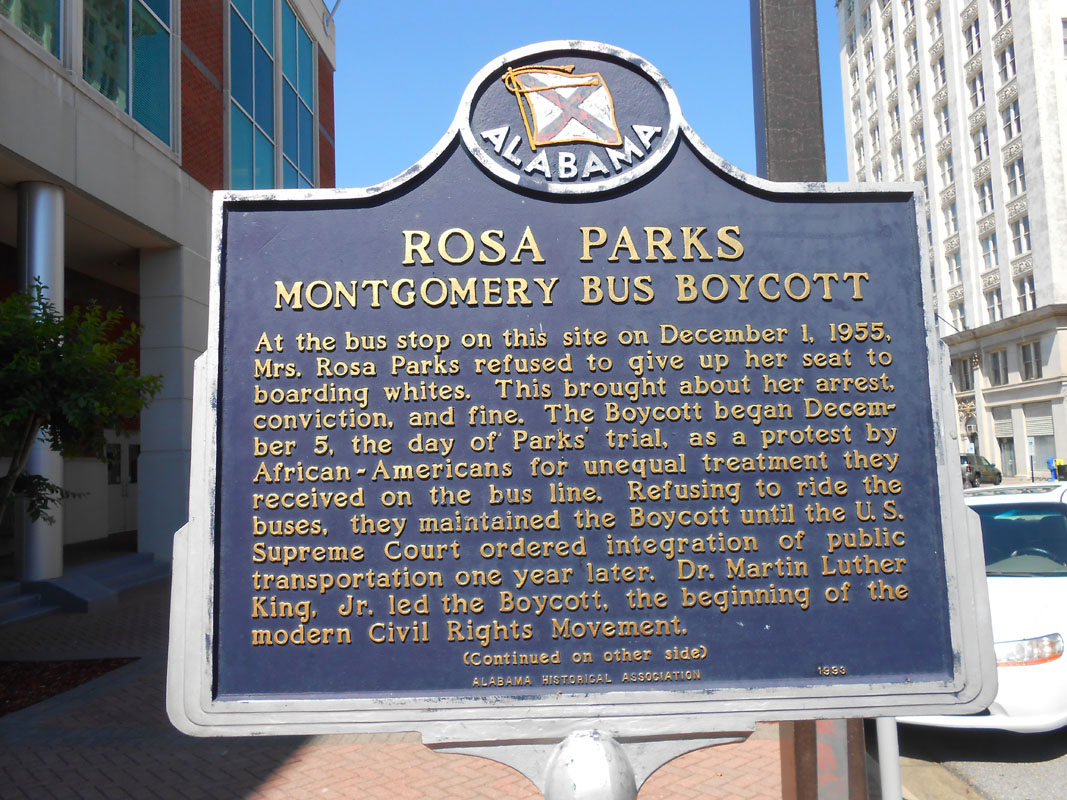 ALABAMA
ROSA PARKS
MONTGOMERY BUS BOYCOTT
At the bus stop on this site on December 1, 1955,
Mrs. Rosa Parks refused to give up her seat to
boarding whites. This brought about her arrest,
conviction, and fine. The Boycott began Decem-
ber 5, the day of Parks' trial, as a protest by
African-Americans for unequal treatment they
received on the bus line. Refusing to ride the
buses, they maintained the Boycott until the U.S.
Supreme Court ordered integration of public
transportation one year later. Dr. Martin Luther
King, Jr. led the Boycott, the beginning of the
modern Civil Rights Movement.
(Continued on other side)
ALABAMA HISTORICAL ASSOCIATION 1993